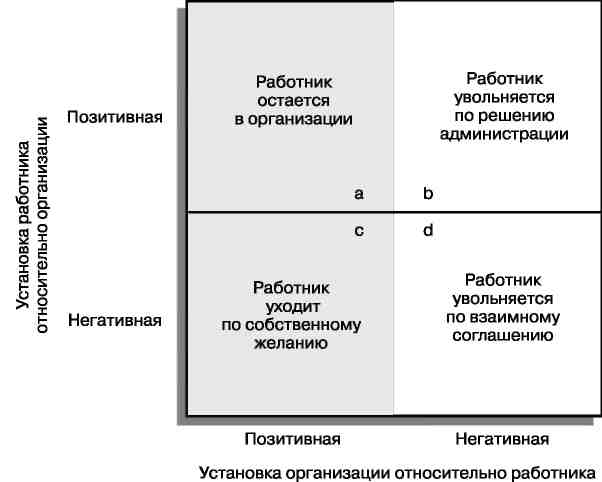 Установка работника
относительно организации
Позитивная
Работник
остается
в организации
a
Работник
увольняется
по решению
администрации
b
Негативная
c
Работник
уходит
по собственному
желанию
d
Работник
увольняется
по взаимному
соглашению
Позитивная
Негативная
Установка организации относительно работника